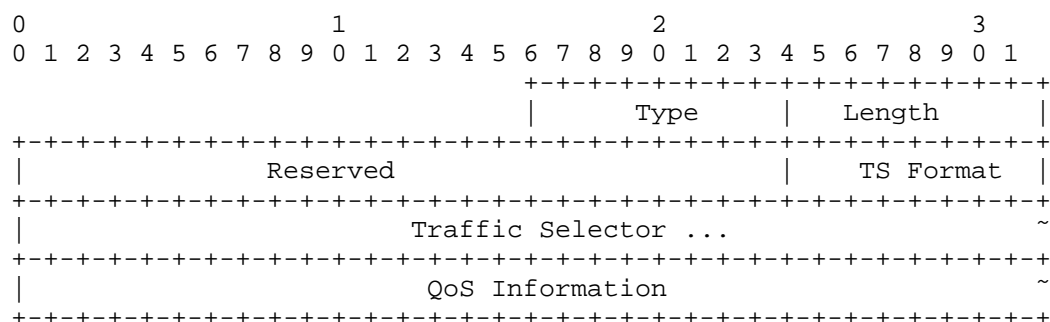 0                   1                   2                   3
0 1 2 3 4 5 6 7 8 9 0 1 2 3 4 5 6 7 8 9 0 1 2 3 4 5 6 7 8 9 0 1
                                +-+-+-+-+-+-+-+-+-+-+-+-+-+-+-+-+
                                |      Type     |   Length      |
+-+-+-+-+-+-+-+-+-+-+-+-+-+-+-+-+-+-+-+-+-+-+-+-+-+-+-+-+-+-+-+-+
|               Reserved                        |    TS Format  |
+-+-+-+-+-+-+-+-+-+-+-+-+-+-+-+-+-+-+-+-+-+-+-+-+-+-+-+-+-+-+-+-+
|                        Traffic Selector ...                   ~
+-+-+-+-+-+-+-+-+-+-+-+-+-+-+-+-+-+-+-+-+-+-+-+-+-+-+-+-+-+-+-+-+
|                         QoS Information                       ~
+-+-+-+-+-+-+-+-+-+-+-+-+-+-+-+-+-+-+-+-+-+-+-+-+-+-+-+-+-+-+-+-+